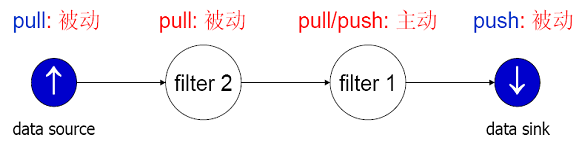 pull: 被动
pull: 被动
pull/push: 主动
push: 被动
filter 2
filter 1
data source
data sink